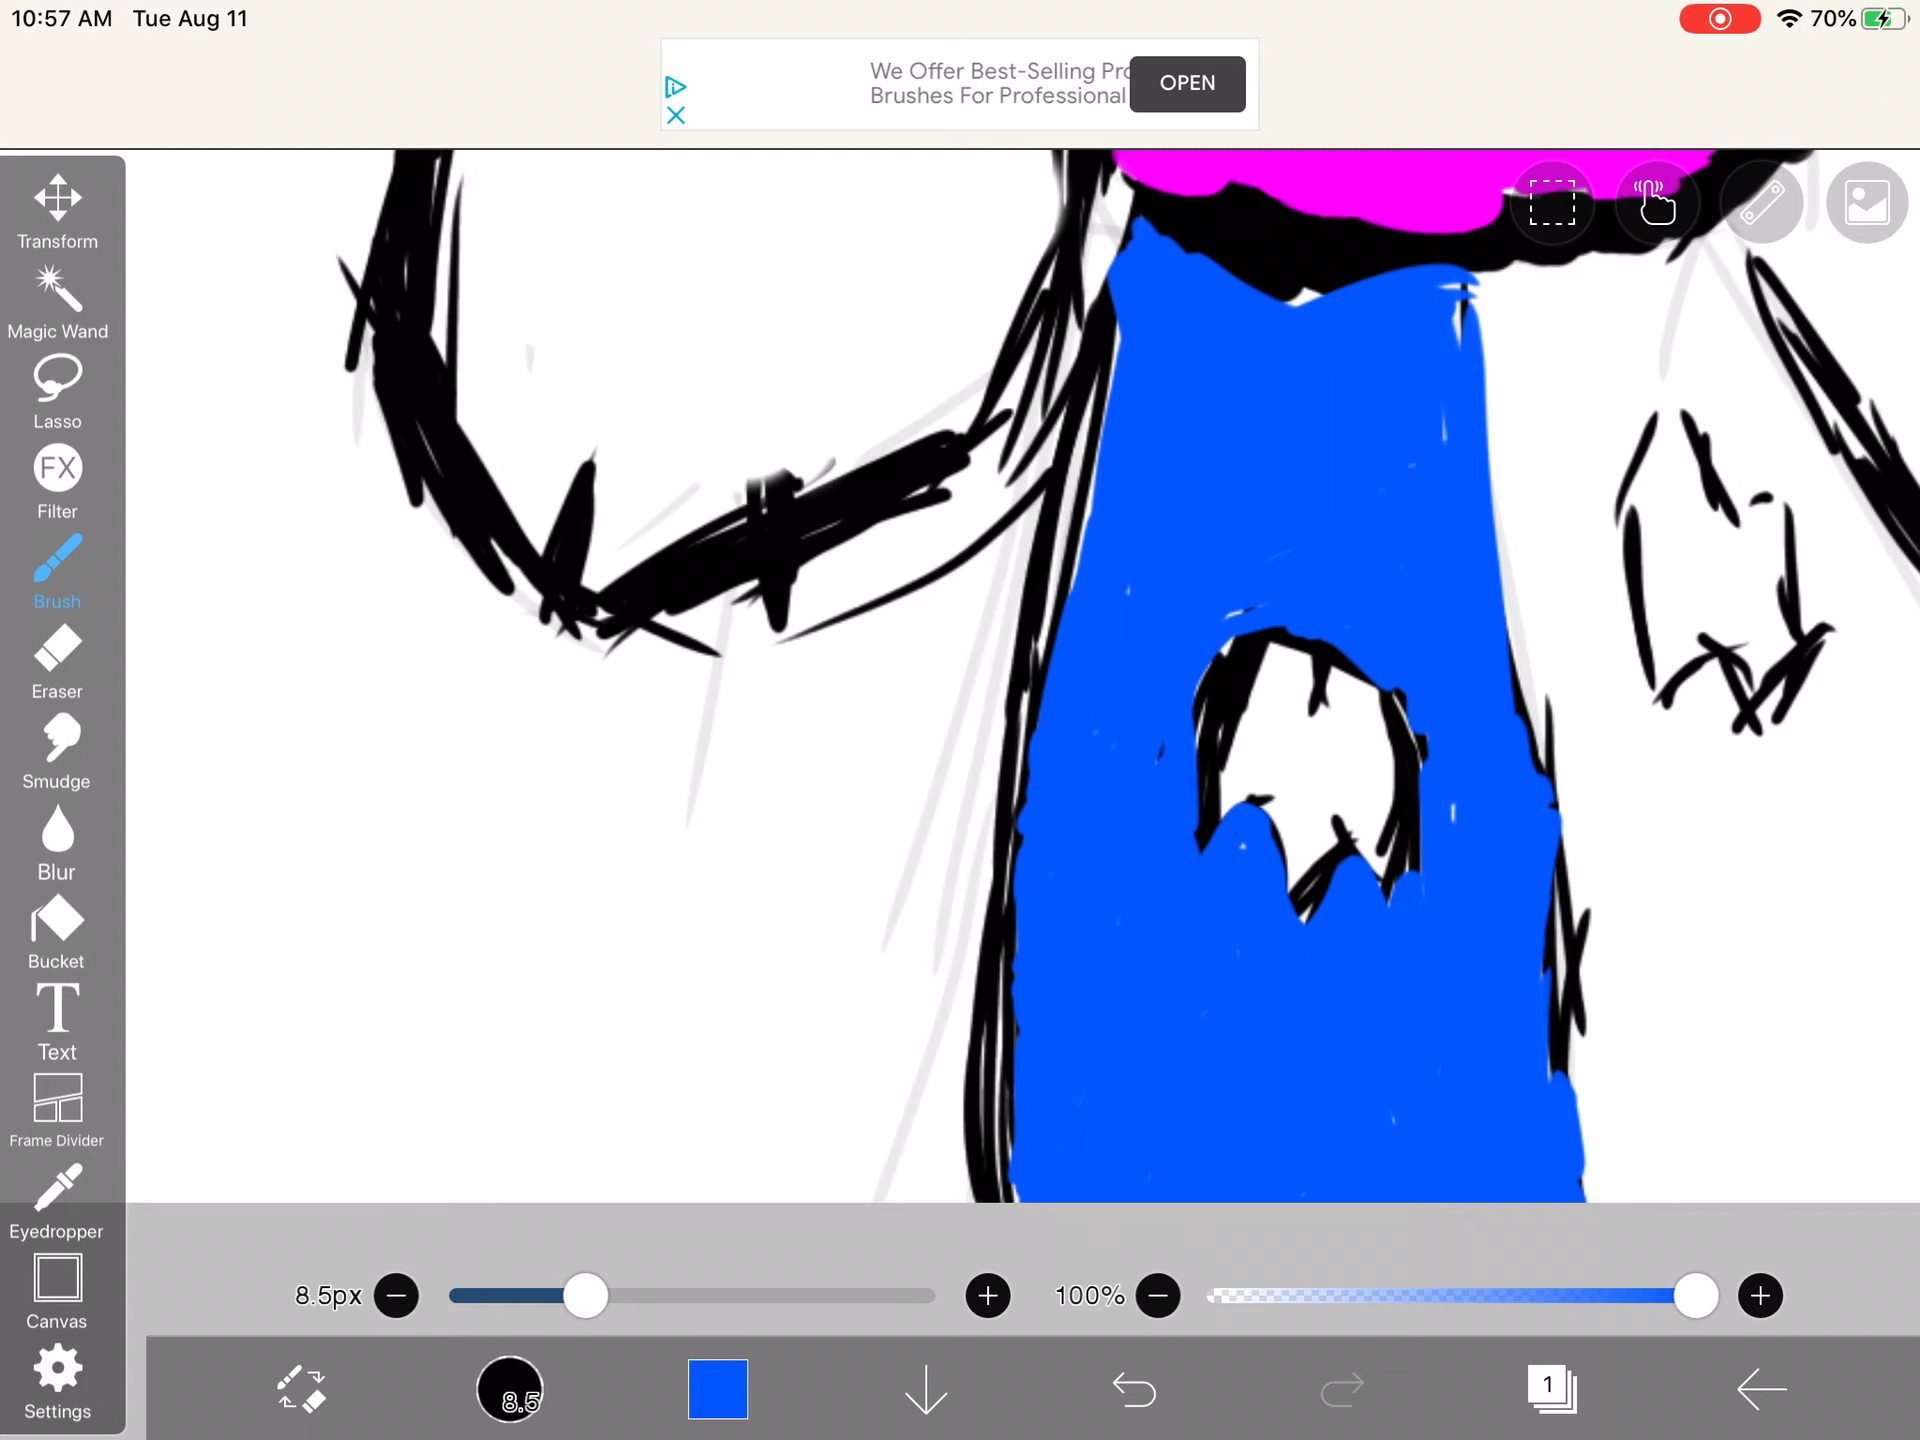 10:57 AM Tue Aug 11
70%
We Offer Best-Selling Pro
Brushes For Professional
OPEN
Transform
Magic Wand
Lasso
FX
Filter
Brush
Eraser
Smudge
Blur
Bucket
T
Text
Frame Divider
Eyedropper
Canvas
Settings
8.5px
100%
8.5
1